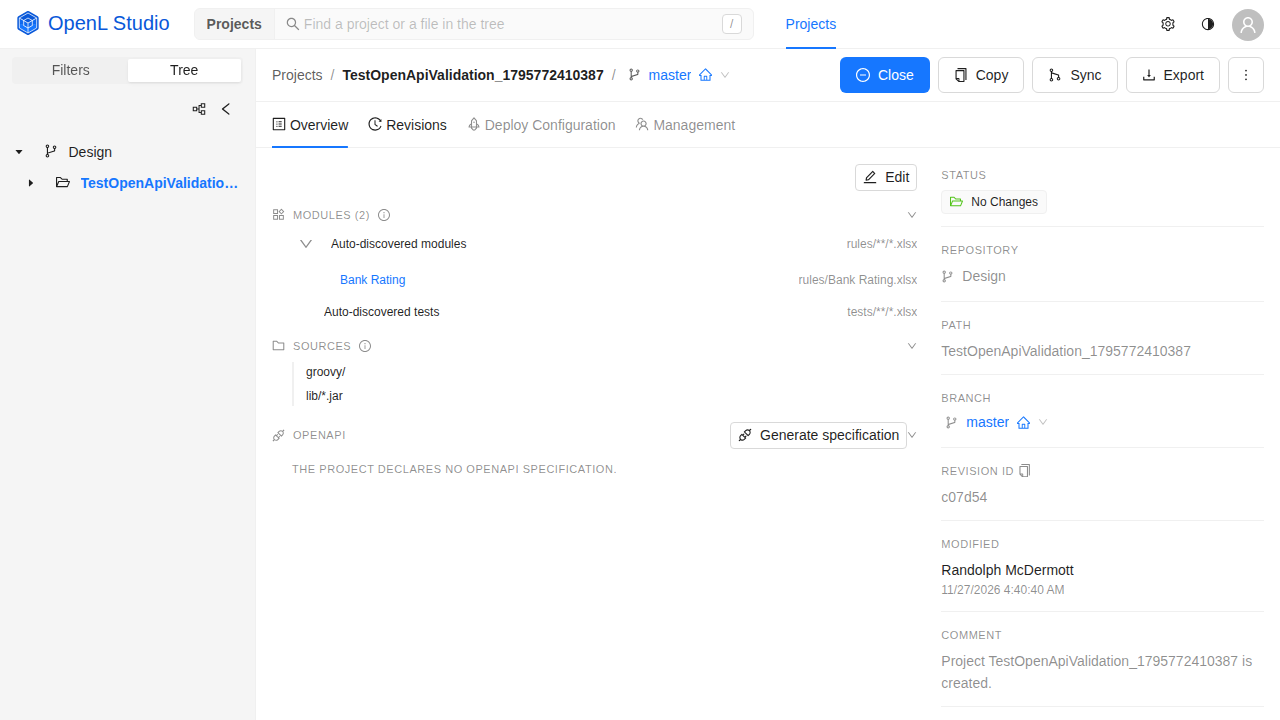 OpenL Studio
Projects
Find a project or a file in the tree
/
Projects
Filters
Tree
Design
TestOpenApiValidatio…
Projects / TestOpenApiValidation_1795772410387 / master
Close
Copy
Sync
Export
Overview
Revisions
Deploy Configuration
Management
Edit
MODULES (2)
Auto-discovered modules
rules/**/*.xlsx
Bank Rating
rules/Bank Rating.xlsx
Auto-discovered tests
tests/**/*.xlsx
SOURCES
groovy/
lib/*.jar
OPENAPI
Generate specification
THE PROJECT DECLARES NO OPENAPI SPECIFICATION.
STATUS
No Changes
REPOSITORY
Design
PATH
TestOpenApiValidation_1795772410387
BRANCH
master
REVISION ID
c07d54
MODIFIED
Randolph McDermott
11/27/2026 4:40:40 AM
COMMENT
Project TestOpenApiValidation_1795772410387 is
created.